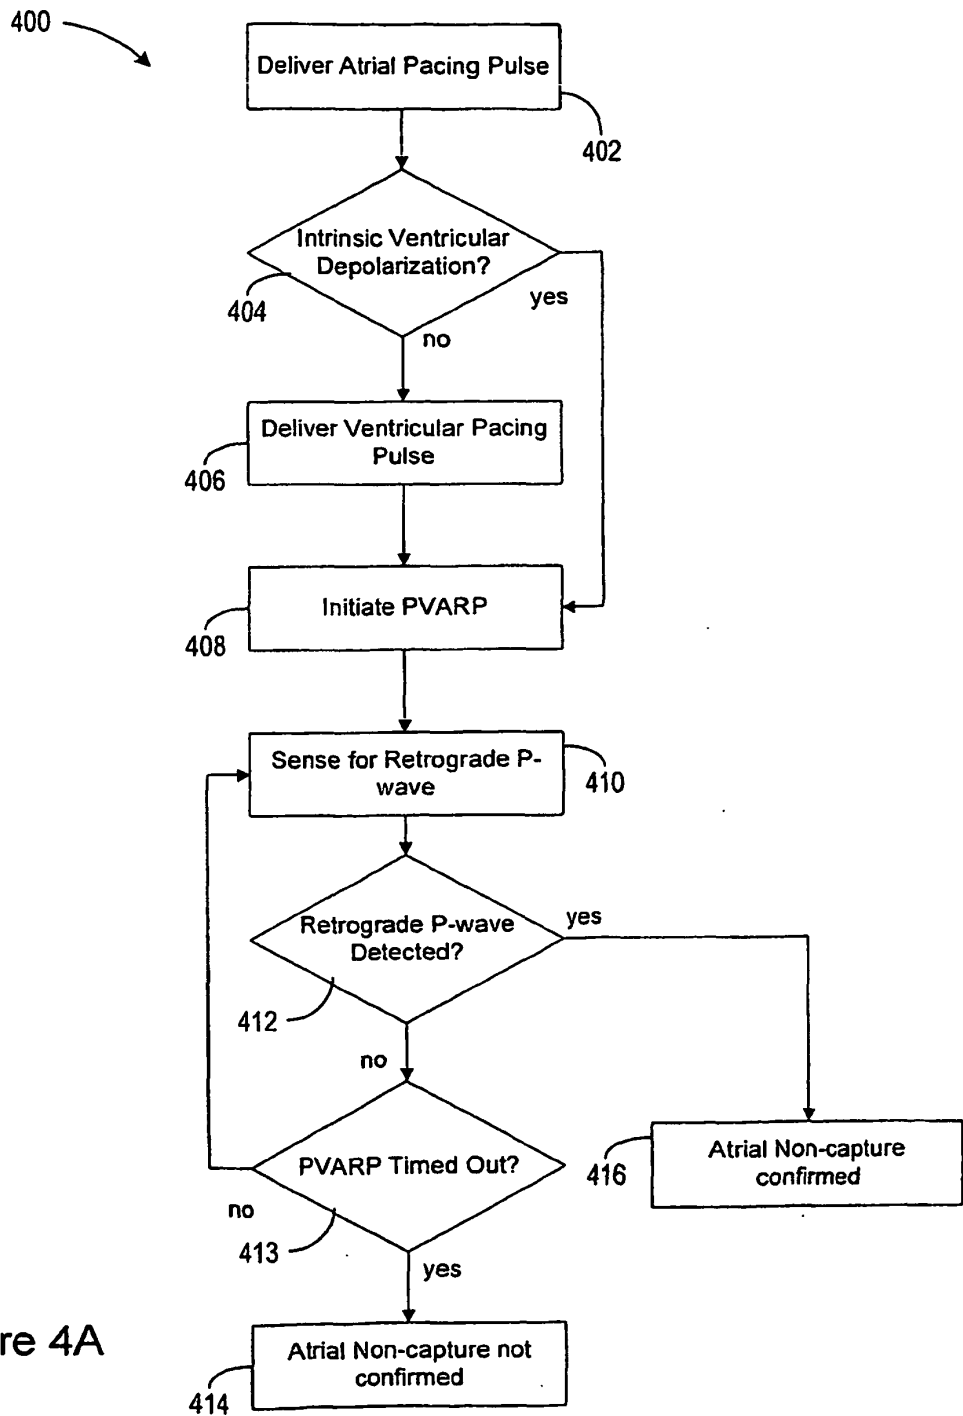 400
Deliver Atrial Pacing Pulse
402
Intrinsic Ventricular
Depolarization?
404
yes
no
Deliver Ventricular Pacing
Pulse
406
Initiate PVARP
408
Sense for Retrograde P-
wave
410
Retrograde P-wave
Detected?
yes
412
no
PVARP Timed Out?
Atrial Non-capture
confirmed
416
no
413
yes
re 4A
Atrial Non-capture not
confirmed
414